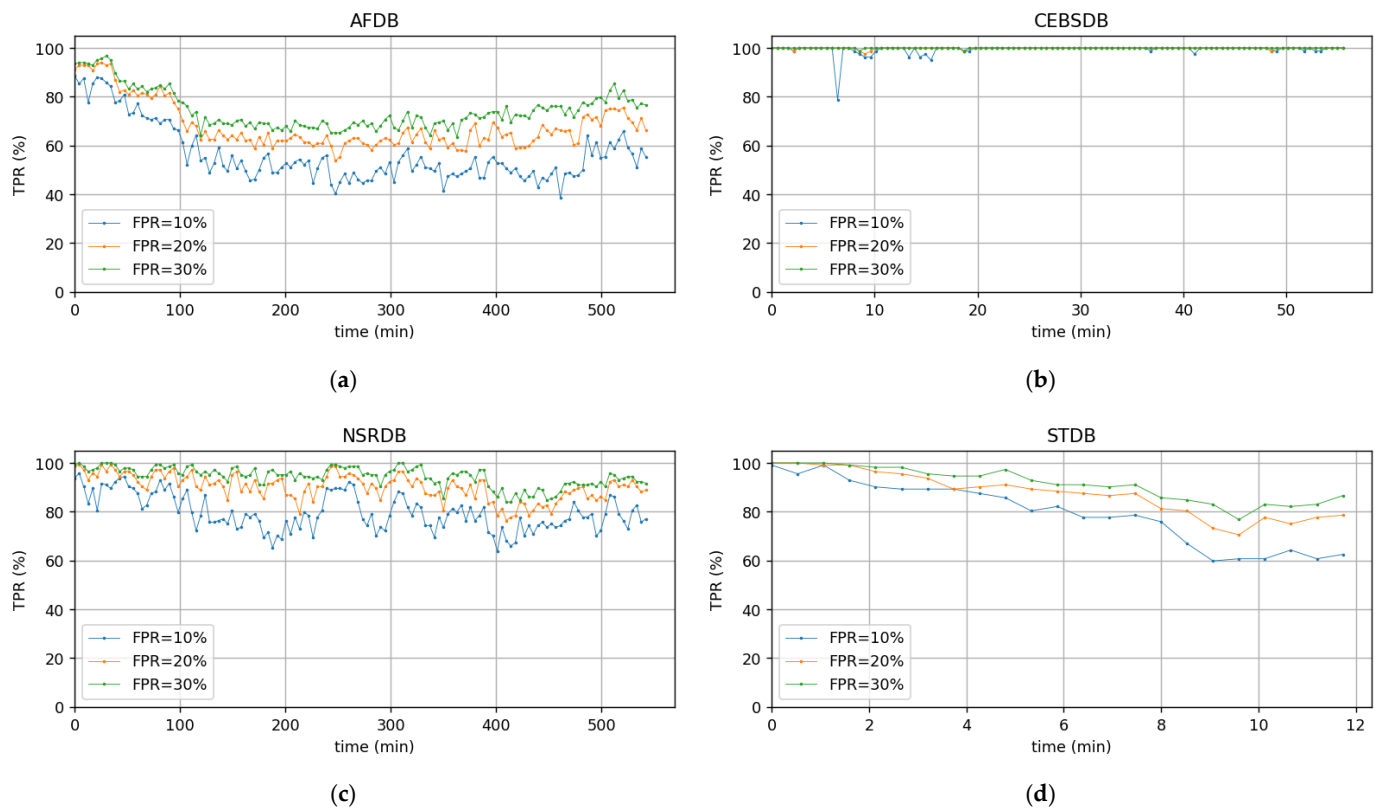 AFDB
TPR (%)
100
80
60
40
20
0
FPR=10%
FPR=20%
FPR=30%
0 100 200 300 400 500
time (min)
(a)
CEBSDB
TPR (%)
100
80
60
40
20
0
FPR=10%
FPR=20%
FPR=30%
0 10 20 30 40 50
time (min)
(b)
NSRDB
TPR (%)
100
80
60
40
20
0
FPR=10%
FPR=20%
FPR=30%
0 100 200 300 400 500
time (min)
(c)
STDB
TPR (%)
100
80
60
40
20
0
FPR=10%
FPR=20%
FPR=30%
0 2 4 6 8 10 12
time (min)
(d)